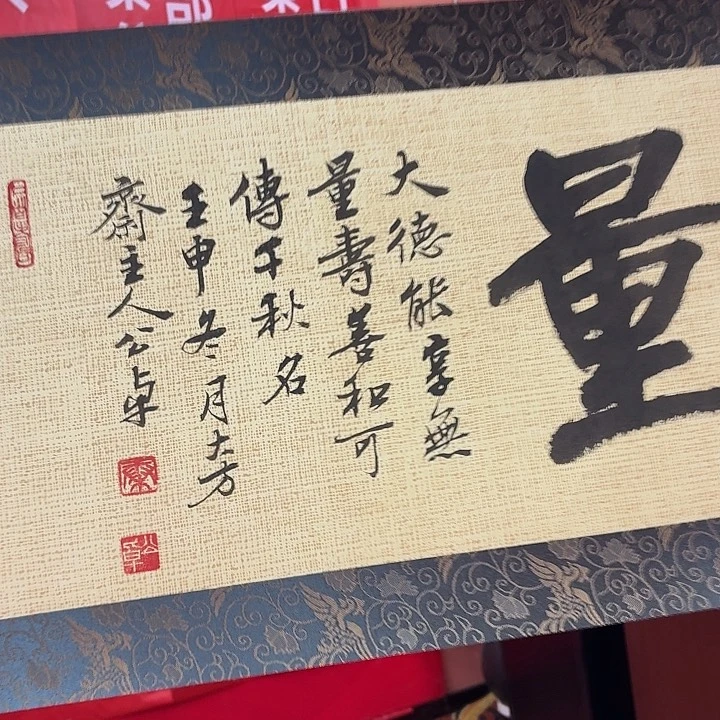 量
大德能享無
量壽善和可
傳千秋名
壬申冬月大方
齋主人公卓